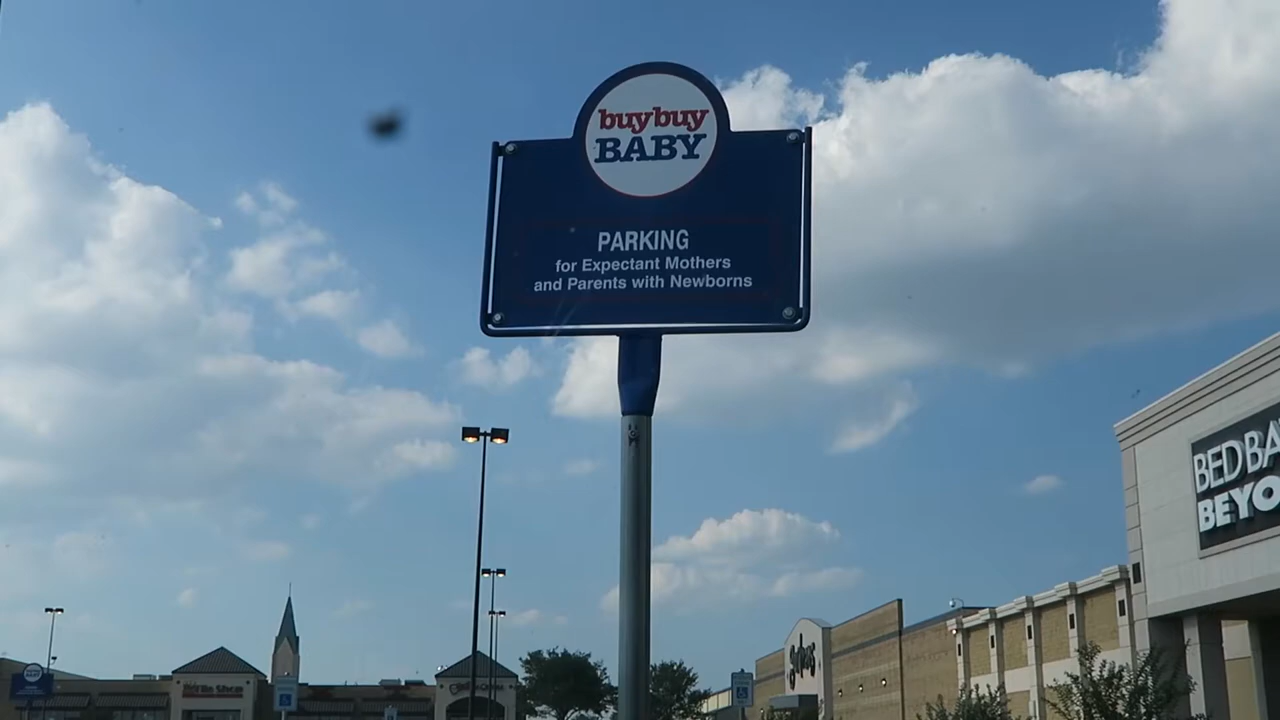 buybuy
BABY
PARKING
for Expectant Mothers
and Parents with Newborns
BED BA
BEYO